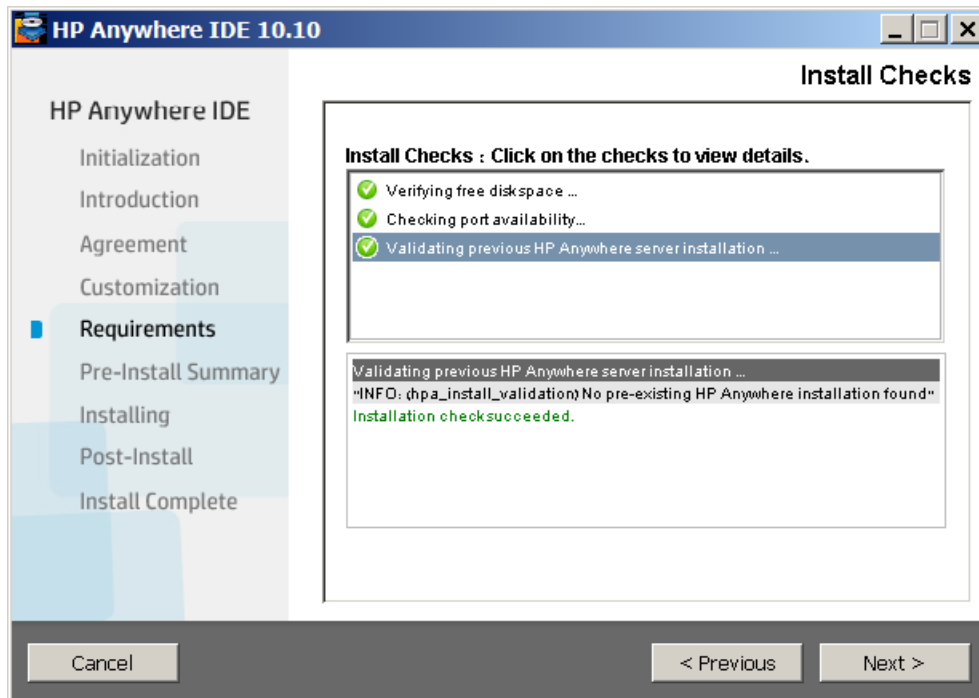 HP Anywhere IDE 10.10
Install Checks
HP Anywhere IDE
Initialization
Introduction
Agreement
Customization
Requirements
Pre-Install Summary
Installing
Post-Install
Install Complete
Install Checks : Click on the checks to view details.
Verifying free diskspace ...
Checking port availability...
Validating previous HP Anywhere server installation ...
Validating previous HP Anywhere server installation ...
"INFO: (hpa_install_validation) No pre-existing HP Anywhere installation found"
Installation checksucceeded.
Cancel
< Previous
Next >